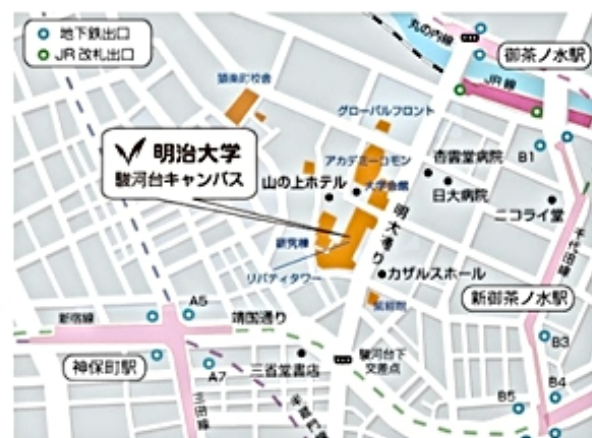 地下鉄出口
JR改札出口
丸の内線
御茶ノ水駅
JR線
猿楽町校舎
グローバルフロント
明治大学
駿河台キャンパス
アカデミーコモン
杏雲堂病院
B1
山の上ホテル
大学会館
日大病院
ニコライ堂
明大通り
千代田線
研究棟
リバティタワー
カザルスホール
新御茶ノ水駅
紫紺館
新宿線
A5
靖国通り
神保町駅
A7
三省堂書店
駿河台下
交差点
B3
B4
B5
三田線
半蔵門線